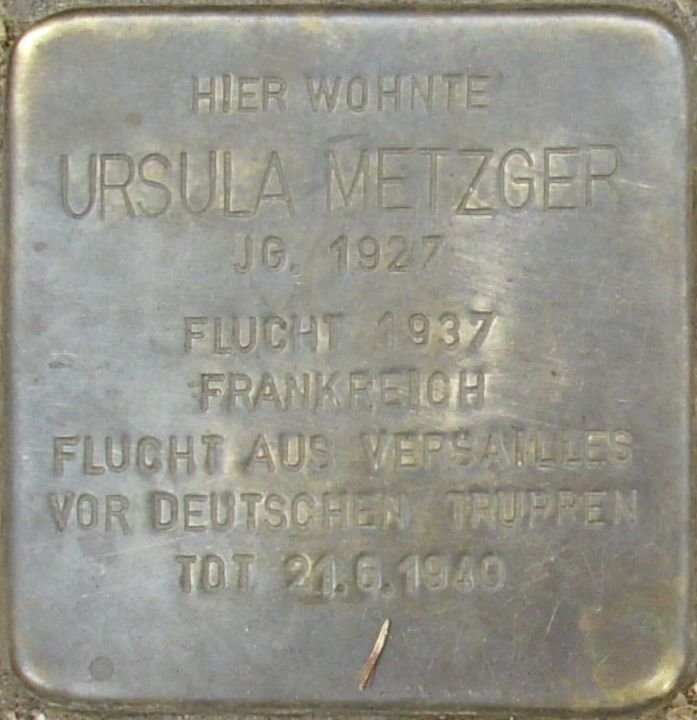 HIER WOHNTE
URSULA METZGER
JG. 1927
FLUCHT 1937
FRANKREICH
FLUCHT AUS VERSAILLES
VOR DEUTSCHEN TRUPPEN
TOT 21.6.1940